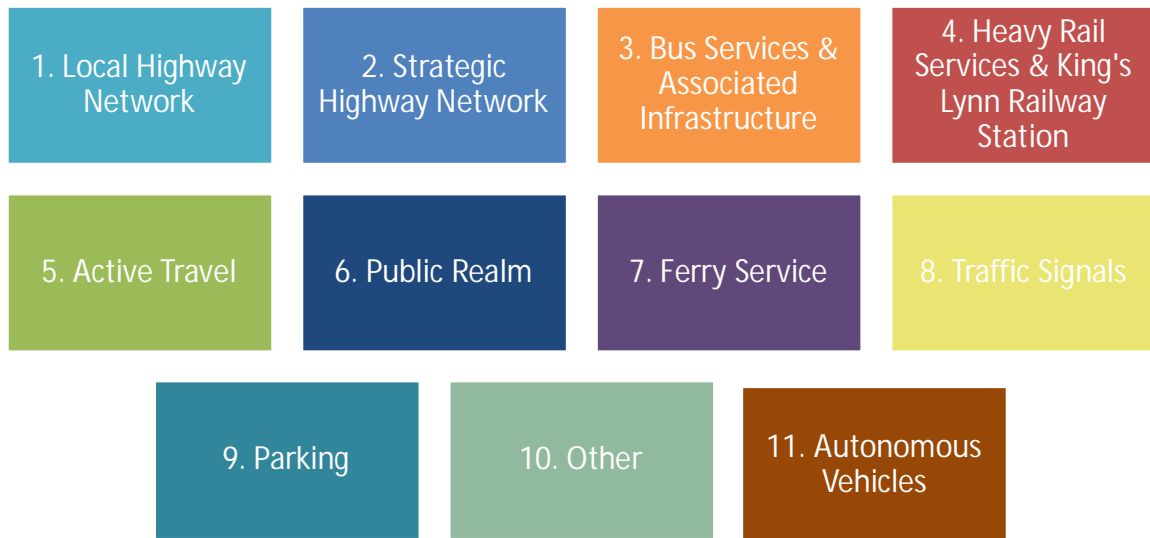 1. Local Highway
Network
2. Strategic
Highway Network
3. Bus Services &
Associated
Infrastructure
4. Heavy Rail
Services & King's
Lynn Railway
Station
5. Active Travel
6. Public Realm
7. Ferry Service
8. Traffic Signals
9. Parking
10. Other
11. Autonomous
Vehicles